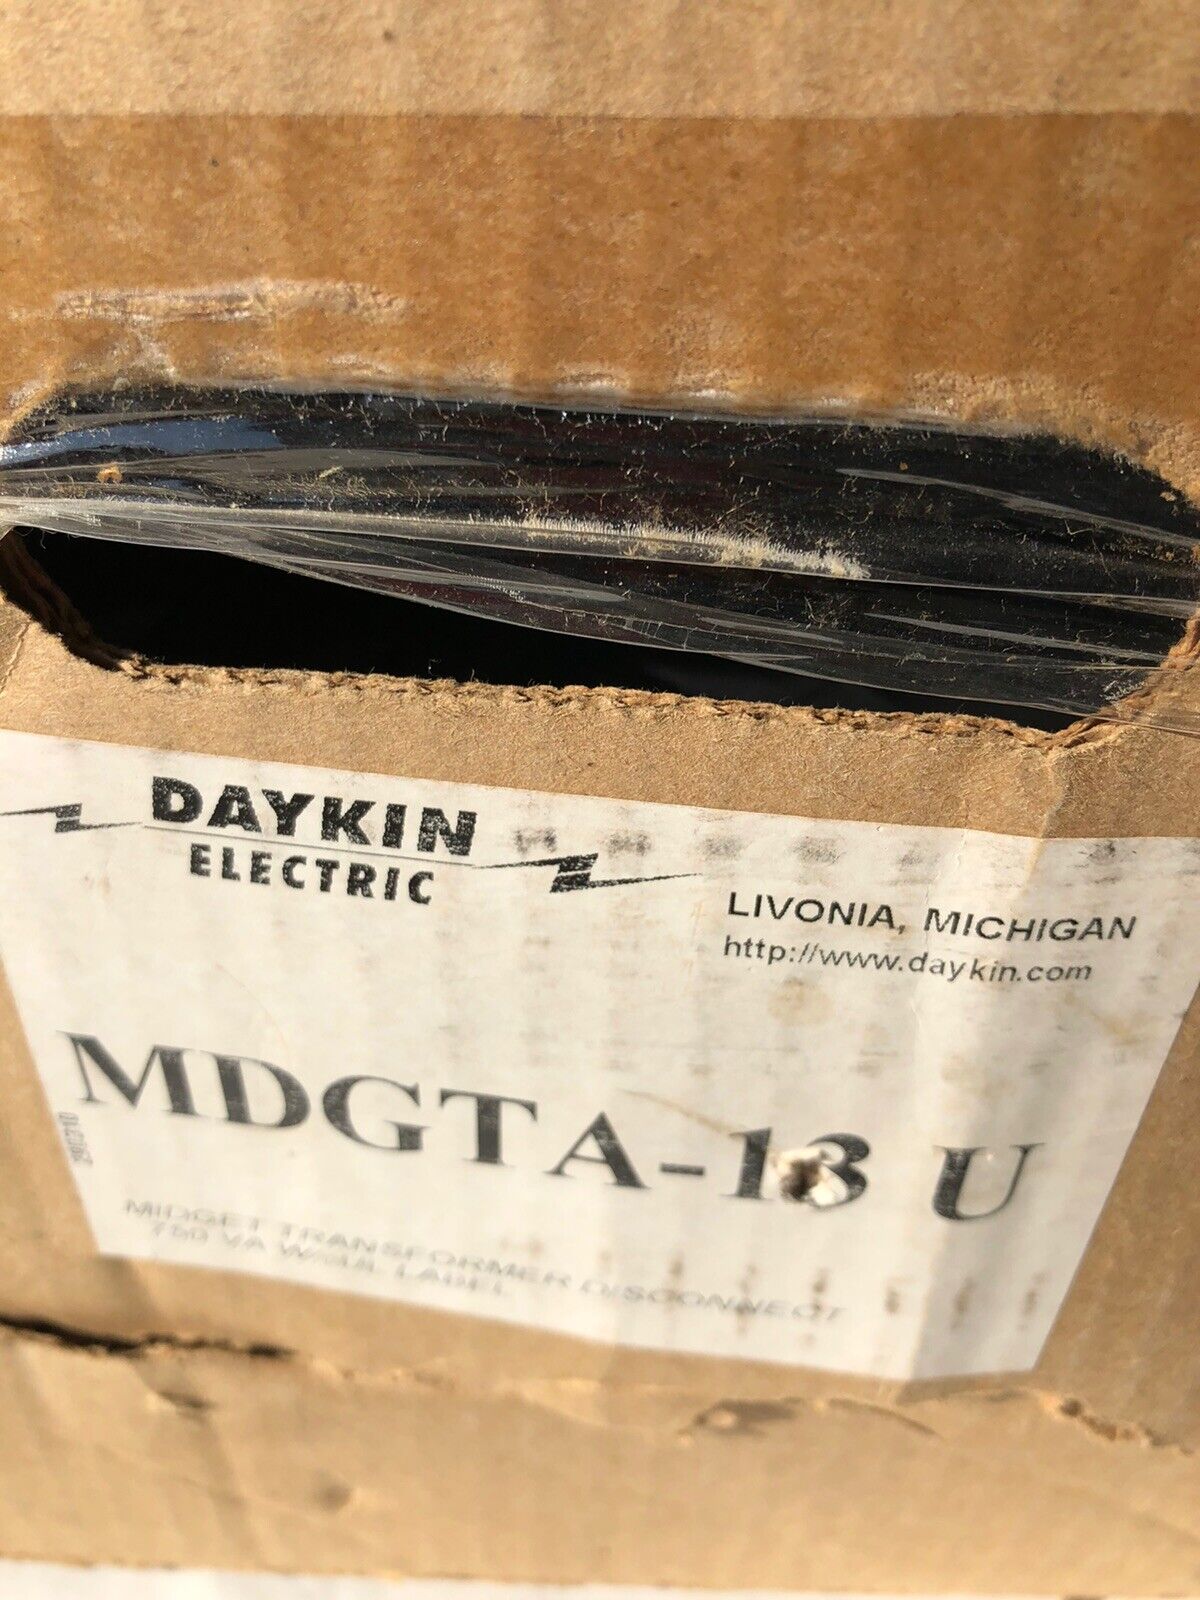 DAYKIN
ELECTRIC
LIVONIA, MICHIGAN
http://www.daykin.com
MDGTA-13 U
MIDGET TRANSFORMER DISCONNECT
750 VA W/UL LABEL